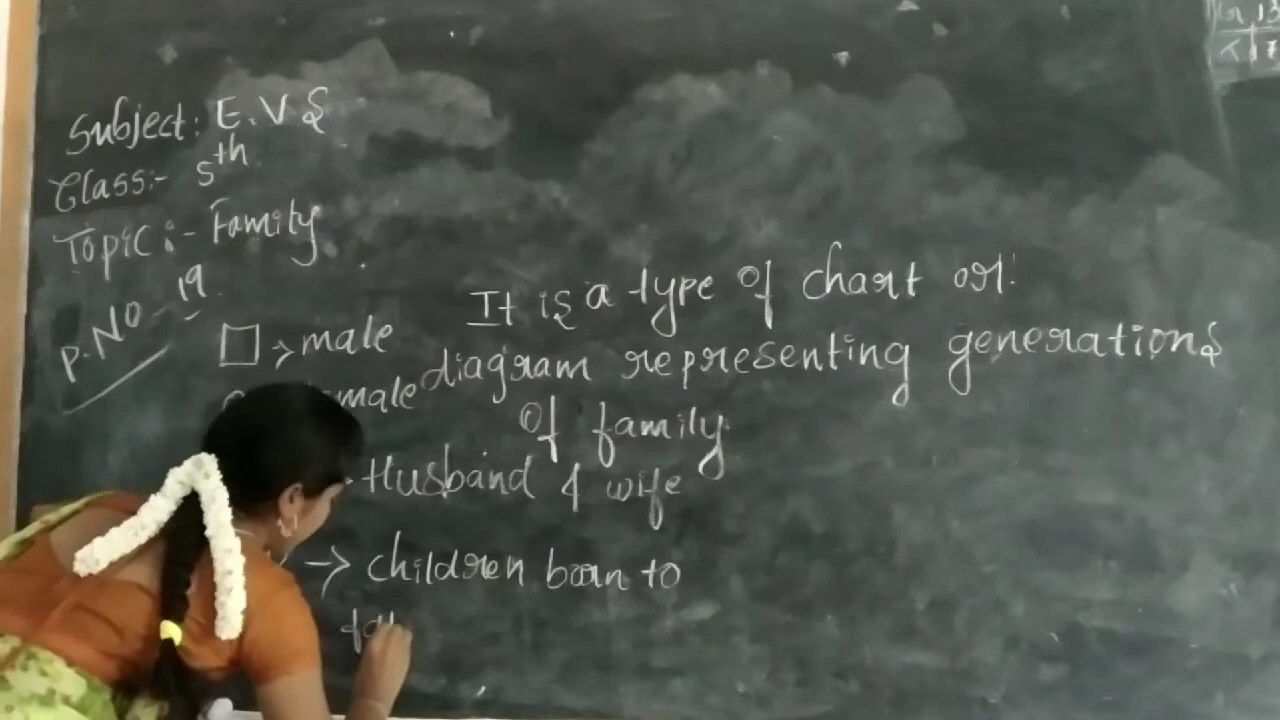 Subject: E.V.S
Class:- 5th
Topic:- Family
P.NO-19
It is a type of chart or
diagram representing generations
of family
→ male
male
Husband & wife
→ children born to